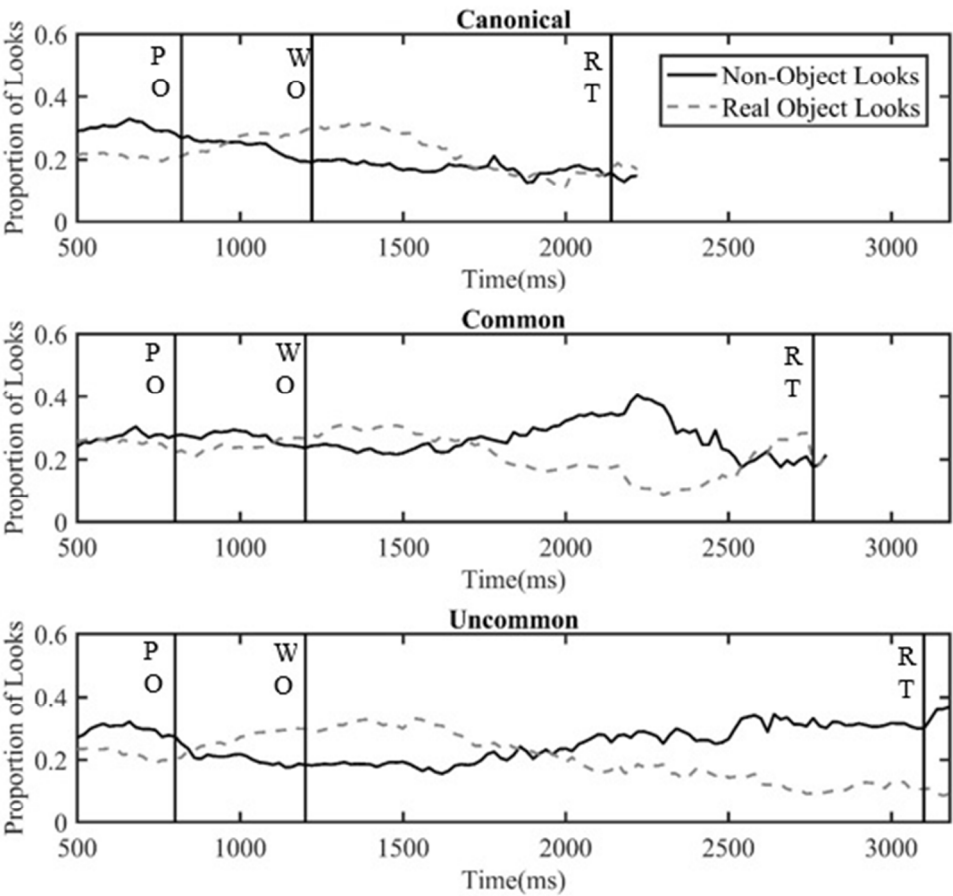 Canonical
Proportion of Looks
0.6
0.4
0.2
0
P
O
W
O
R
T
Non-Object Looks
Real Object Looks
500 1000 1500 2000 2500 3000
Time(ms)
Common
Proportion of Looks
0.6
0.4
0.2
0
P
O
W
O
R
T
500 1000 1500 2000 2500 3000
Time(ms)
Uncommon
Proportion of Looks
0.6
0.4
0.2
0
P
O
W
O
R
T
500 1000 1500 2000 2500 3000
Time(ms)